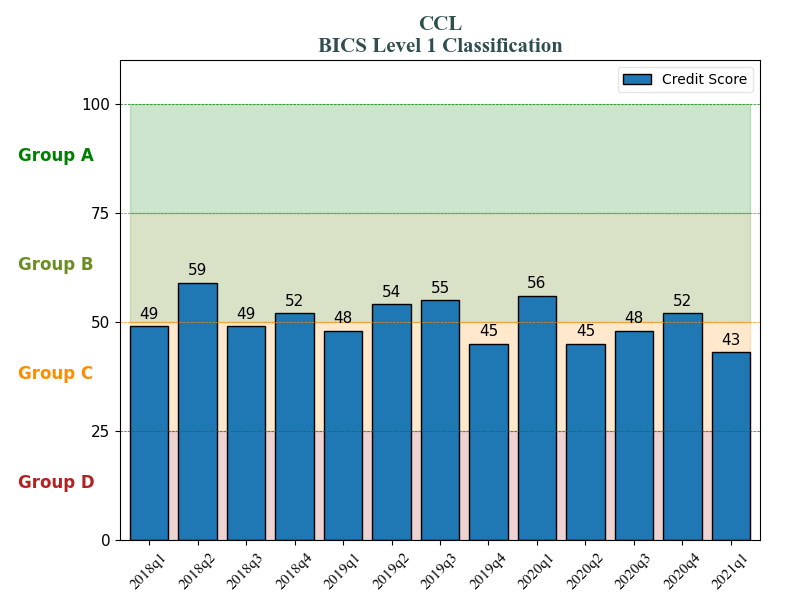 CCL
BICS Level 1 Classification
Credit Score
100
Group A
75
Group B
59
56
55
54
52
52
50
49
49
48
48
45
45
43
Group C
25
Group D
0
2018q1
2018q2
2018q3
2018q4
2019q1
2019q2
2019q3
2019q4
2020q1
2020q2
2020q3
2020q4
2021q1